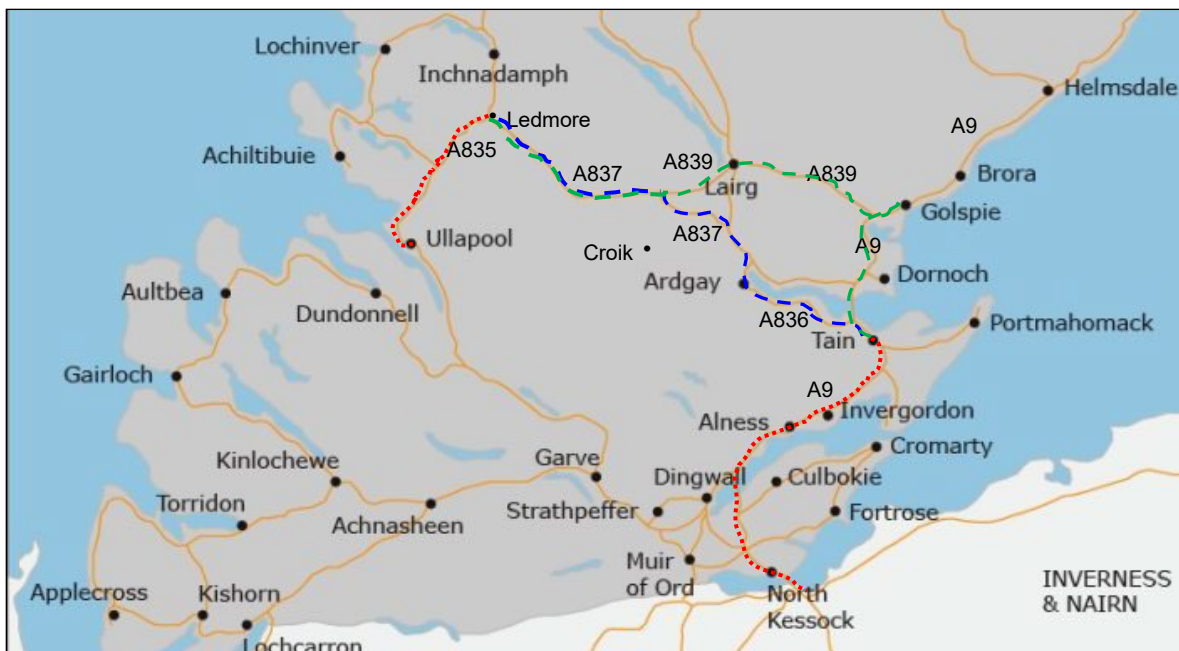 Lochinver
Inchnadamph
Helmsdale
Ledmore
A9
Achiltibuie
A835
A837
A839
Lairg
A839
Brora
Golspie
Ullapool
A837
A9
Croik
Dornoch
Ardgay
Aultbea
Dundonnell
A836
Portmahomack
Tain
Gairloch
A9
Invergordon
Alness
Cromarty
Kinlochewe
Garve
Dingwall
Culbokie
Torridon
Achnasheen
Strathpeffer
Fortrose
Muir
of Ord
Applecross
Kishorn
North
Kessock
INVERNESS
& NAIRN
Lochcarron